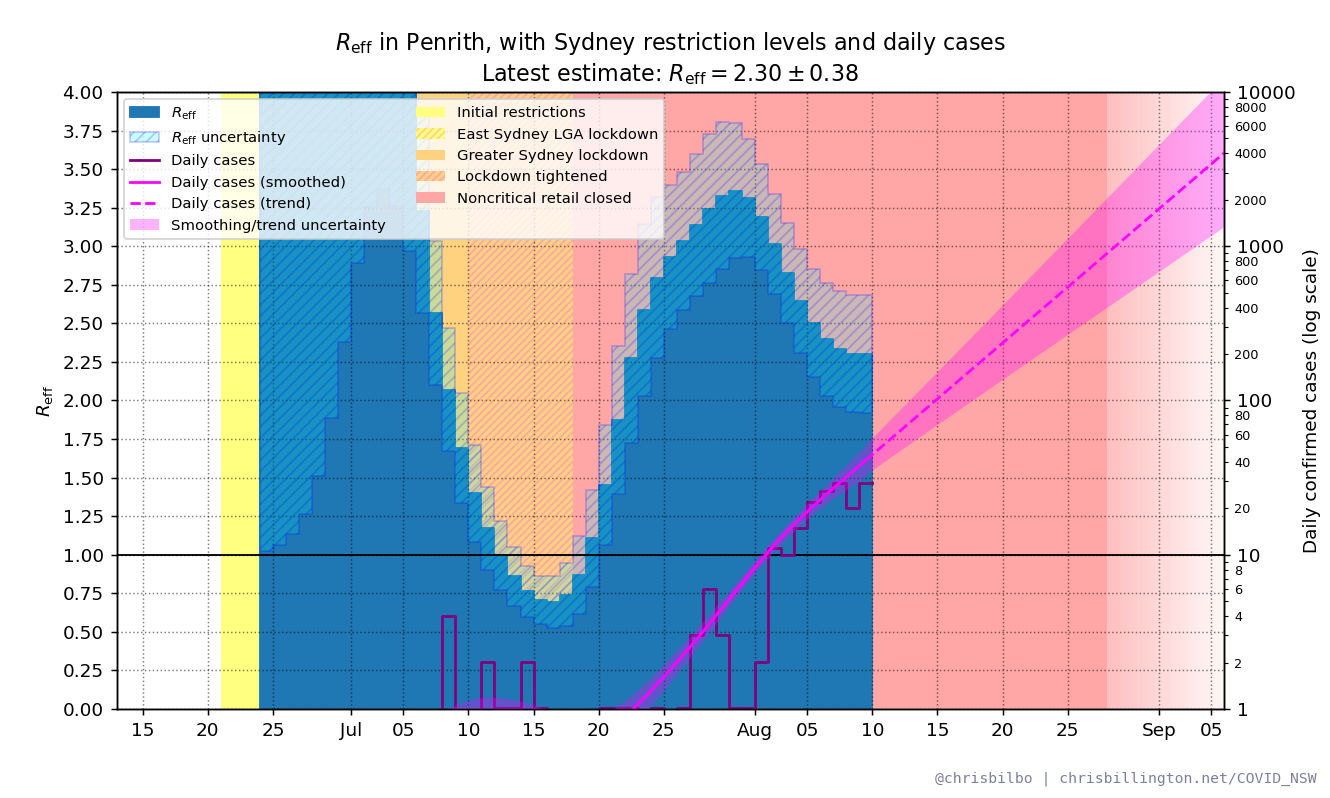 Reff in Penrith, with Sydney restriction levels and daily cases
Latest estimate: Reff = 2.30 ± 0.38
Reff
Reff uncertainty
Daily cases
Daily cases (smoothed)
Daily cases (trend)
Smoothing/trend uncertainty
Initial restrictions
East Sydney LGA lockdown
Greater Sydney lockdown
Lockdown tightened
Noncritical retail closed
4.00
3.75
3.50
3.25
3.00
2.75
2.50
2.25
2.00
1.75
1.50
1.25
1.00
0.75
0.50
0.25
0.00
Reff
10000
8000
6000
4000
2000
1000
800
600
400
200
100
80
60
40
20
10
8
6
4
2
1
Daily confirmed cases (log scale)
15 20 25 Jul 05 10 15 20 25 Aug 05 10 15 20 25 Sep 05
@chrisbilbo | chrisbillington.net/COVID_NSW